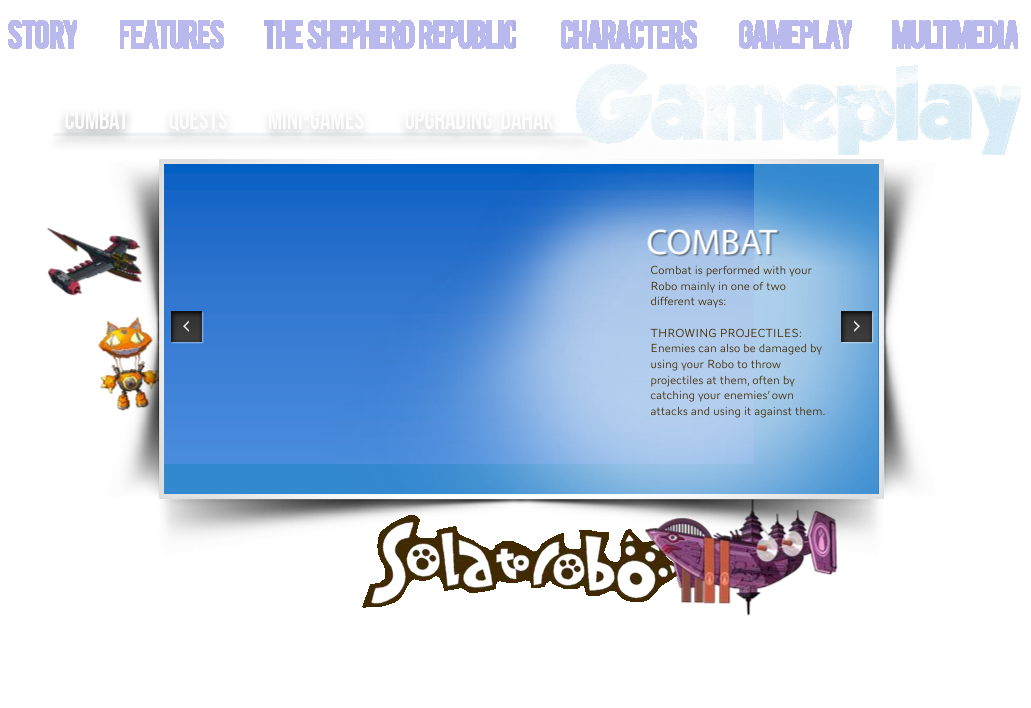 STORY FEATURES THE SHEPHERD REPUBLIC CHARACTERS GAMEPLAY MULTIMEDIA
Gameplay
COMBAT QUESTS MINI-GAMES UPGRADING DAHAK
COMBAT
Combat is performed with your
Robo mainly in one of two
different ways:
THROWING PROJECTILES:
Enemies can also be damaged by
using your Robo to throw
projectiles at them, often by
catching your enemies' own
attacks and using it against them.
Solatorobo